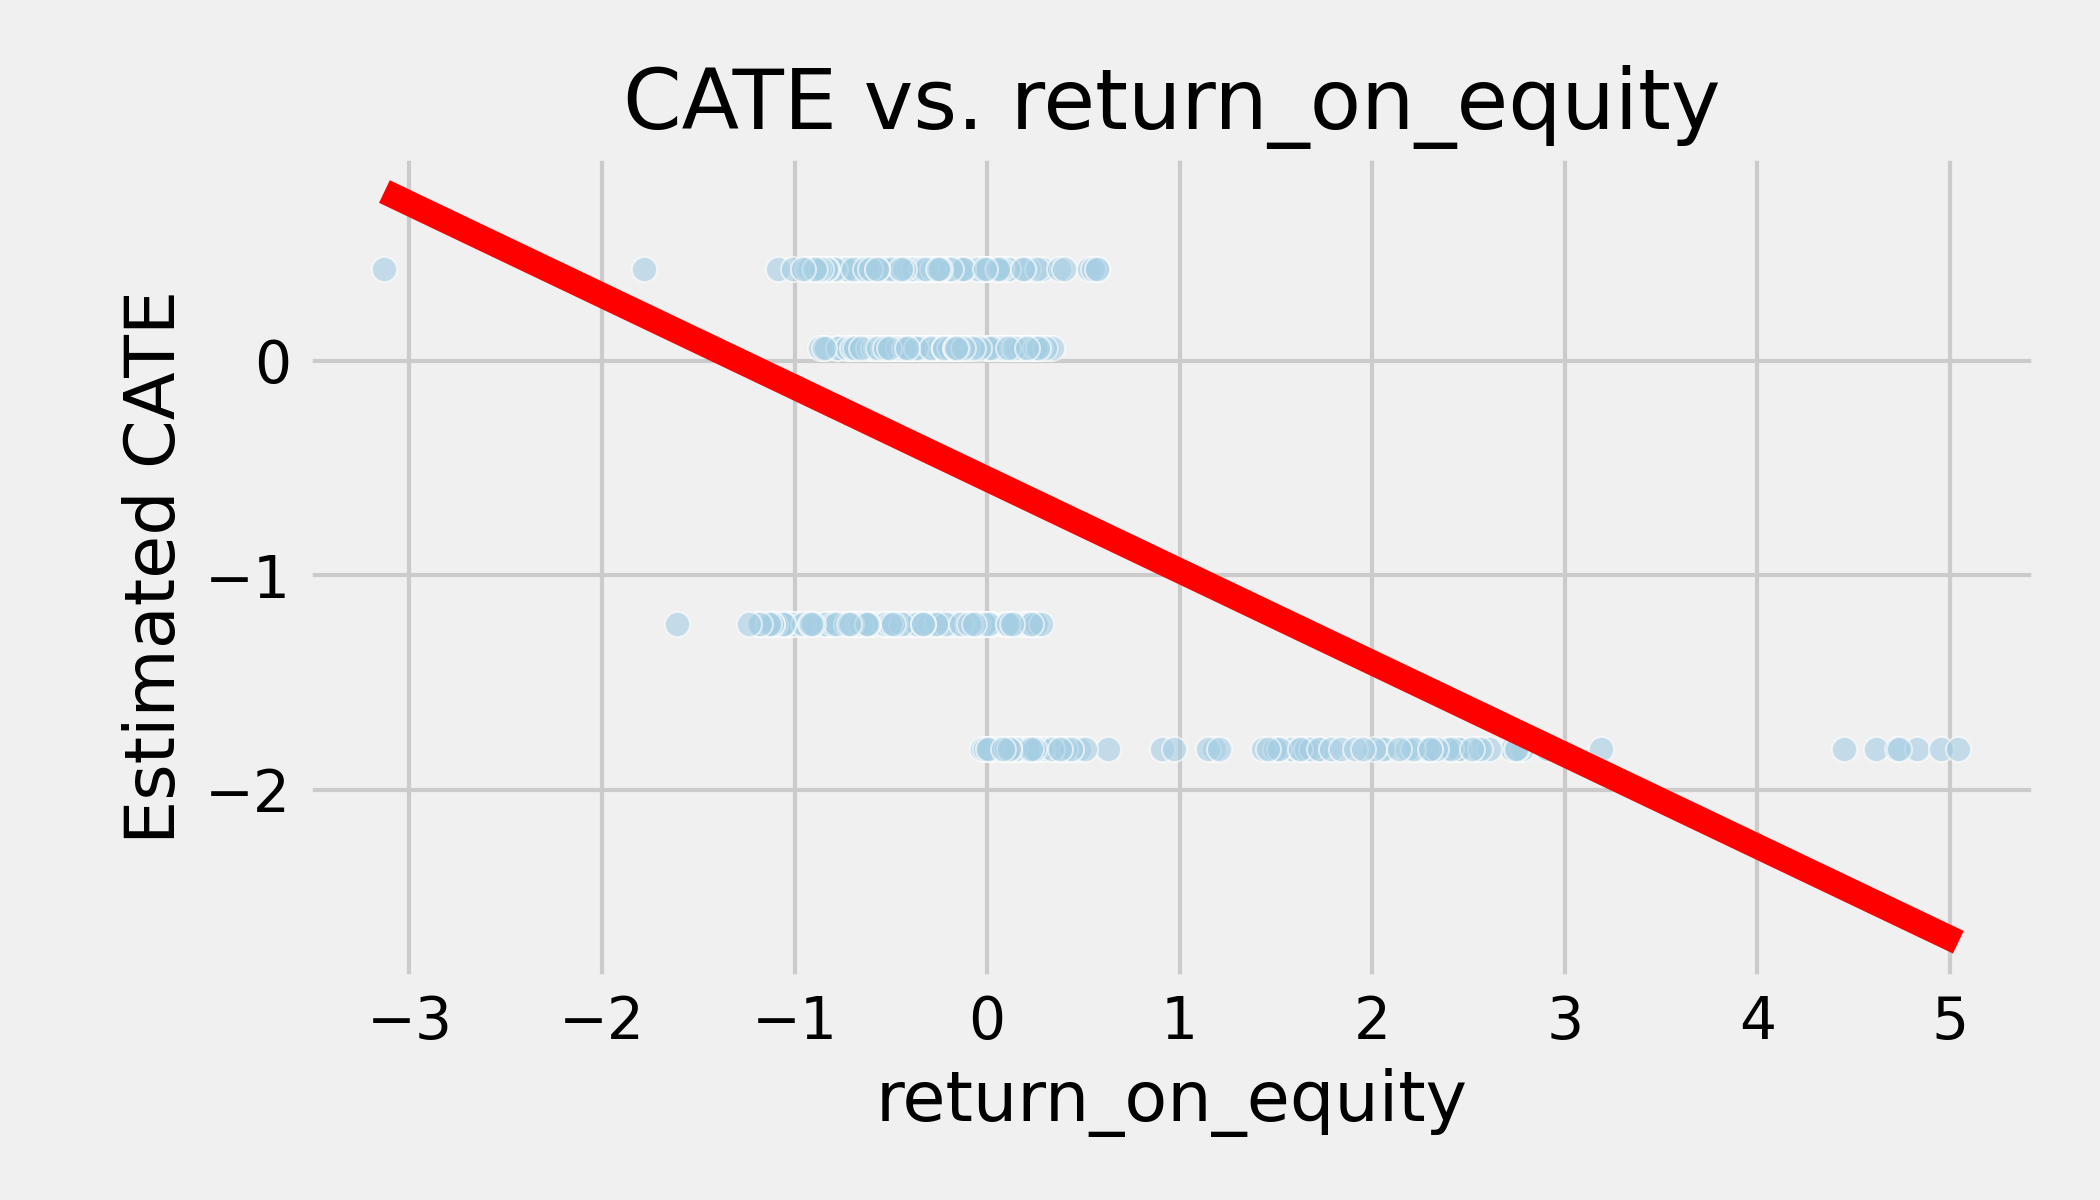 CATE vs. return_on_equity
Estimated CATE
0
−1
−2
−3 −2 −1 0 1 2 3 4 5
return_on_equity